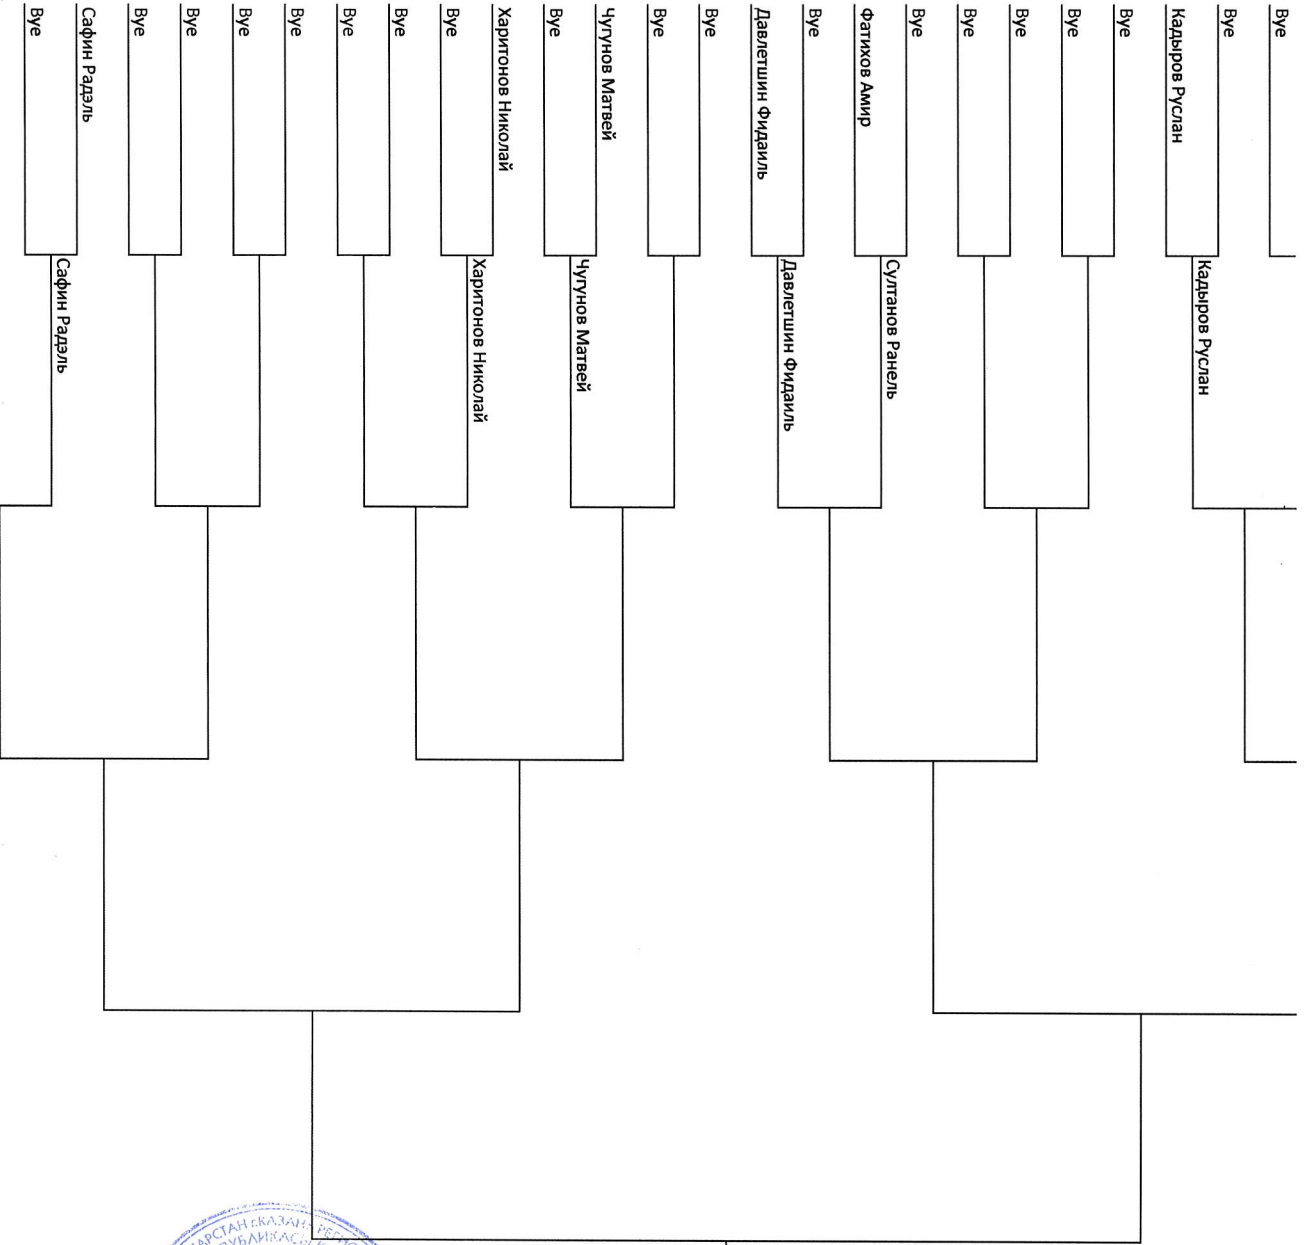 Bye
Bye
Кадыров Руслан
Bye
Bye
Bye
Bye
Bye
Фатихов Амир
Bye
Давлетшин Фидаиль
Bye
Bye
Чугунов Матвей
Bye
Харитонов Николай
Bye
Bye
Bye
Bye
Bye
Bye
Bye
Сафин Радэль
Bye
Кадыров Руслан
Султанов Ранель
Давлетшин Фидаиль
Чугунов Матвей
Харитонов Николай
Сафин Радэль